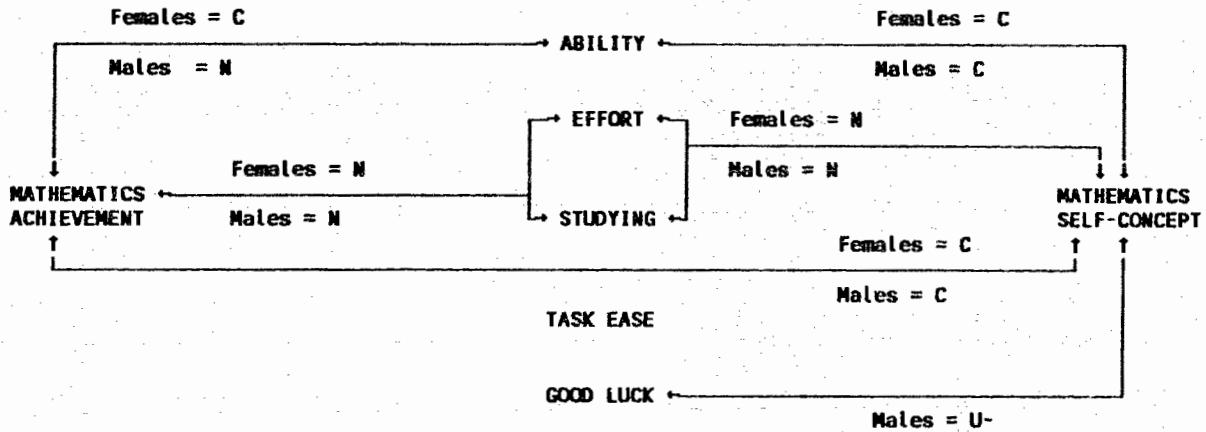 Females = C Females = C
ABILITY
Males = N Males = C
EFFORT Females = N
Females = N Males = N
MATHEMATICS MATHEMATICS
ACHIEVEMENT Males = N STUDYING SELF-CONCEPT
Females = C
Males = C
TASK EASE
GOOD LUCK
Males = U-